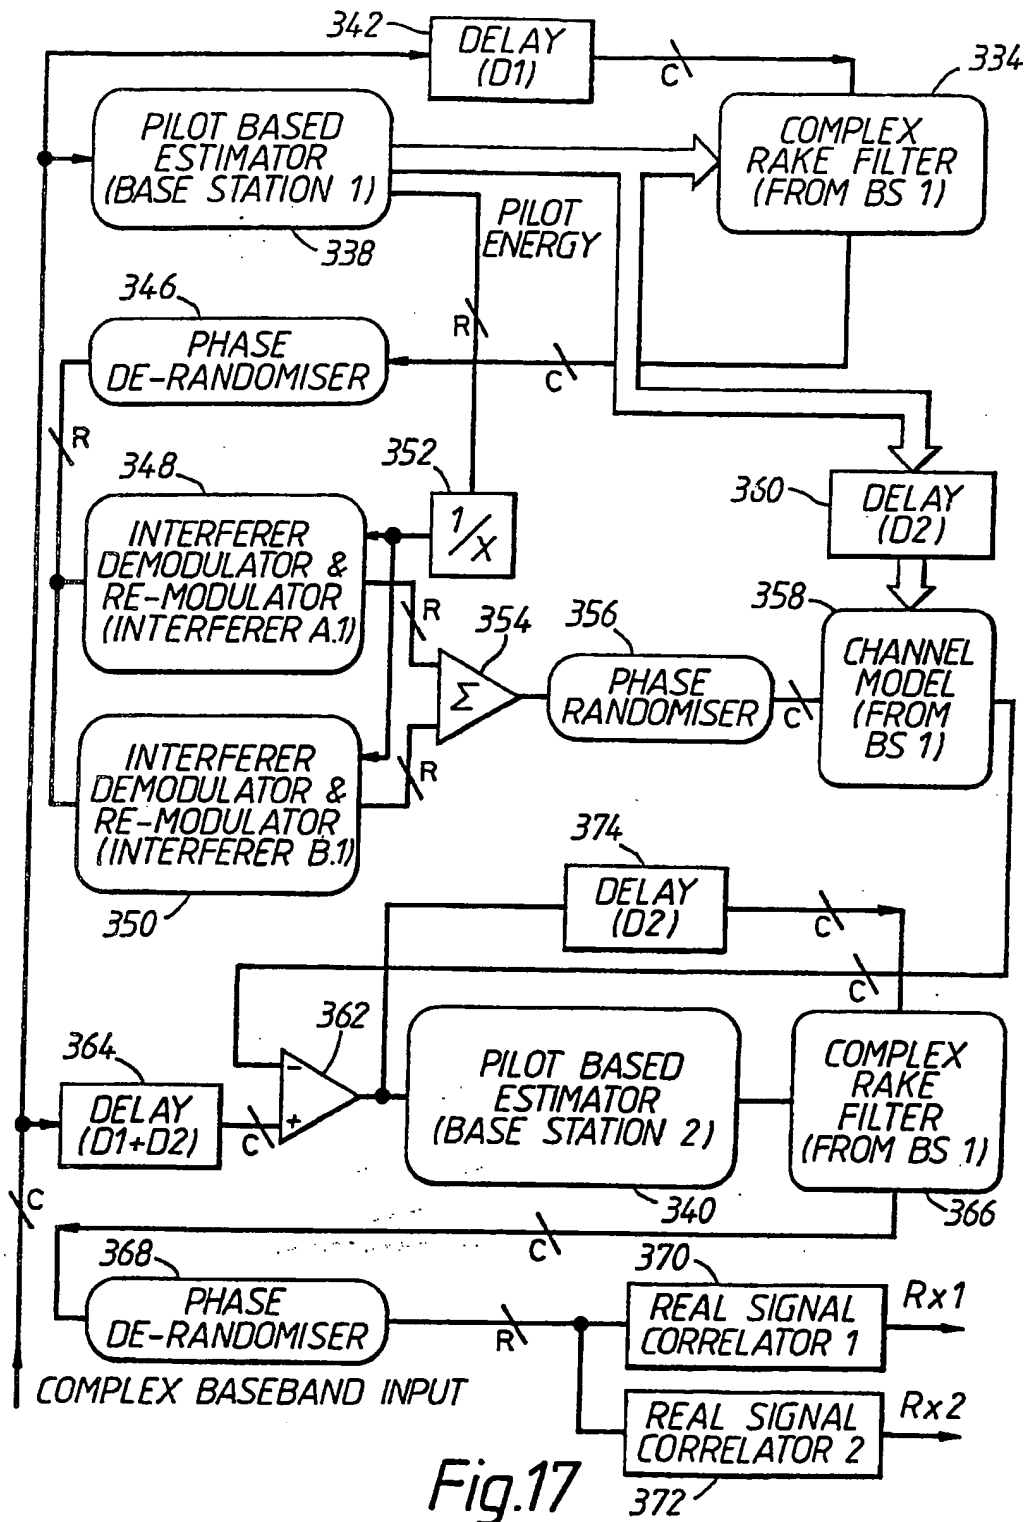 342
DELAY
(D1)
C
334
PILOT BASED
ESTIMATOR
(BASE STATION 1)
338
COMPLEX
RAKE FILTER
(FROM BS 1)
PILOT
ENERGY
346
PHASE
DE-RANDOMISER
R
C
R
348
352
1/X
360
DELAY
(D2)
INTERFERER
DEMODULATOR &
RE-MODULATOR
(INTERFERER A.1)
R
354
Σ
356
PHASE
RANDOMISER
C
358
CHANNEL
MODEL
(FROM
BS 1)
INTERFERER
DEMODULATOR &
RE-MODULATOR
(INTERFERER B.1)
R
350
374
DELAY
(D2)
C
C
362
364
DELAY
(D1+D2)
C
-
+
PILOT BASED
ESTIMATOR
(BASE STATION 2)
340
COMPLEX
RAKE
FILTER
(FROM BS 1)
366
C
C
368
PHASE
DE-RANDOMISER
R
370
REAL SIGNAL
CORRELATOR 1
Rx1
COMPLEX BASEBAND INPUT
REAL SIGNAL
CORRELATOR 2
Rx2
372
Fig.17